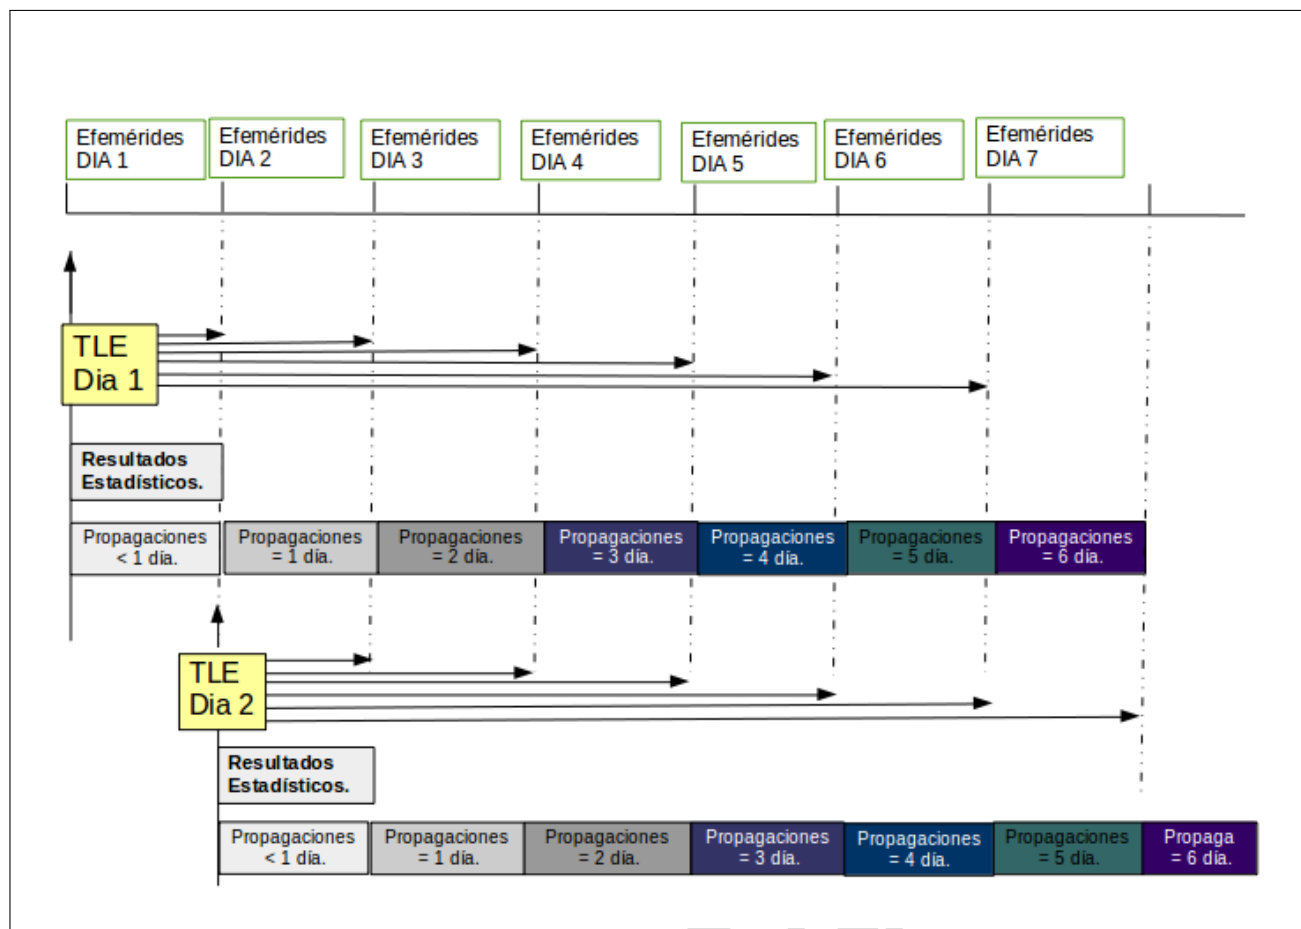 Efemérides
DIA 1
Efemérides
DIA 2
Efemérides
DIA 3
Efemérides
DIA 4
Efemérides
DIA 5
Efemérides
DIA 6
Efemérides
DIA 7
TLE
Dia 1
Resultados
Estadísticos.
Propagaciones
< 1 día.
Propagaciones
= 1 día.
Propagaciones
= 2 día.
Propagaciones
= 3 día.
Propagaciones
= 4 día.
Propagaciones
= 5 día.
Propagaciones
= 6 día.
TLE
Dia 2
Resultados
Estadísticos.
Propagaciones
< 1 día.
Propagaciones
= 1 día.
Propagaciones
= 2 día.
Propagaciones
= 3 día.
Propagaciones
= 4 día.
Propagaciones
= 5 día.
Propaga
= 6 día.